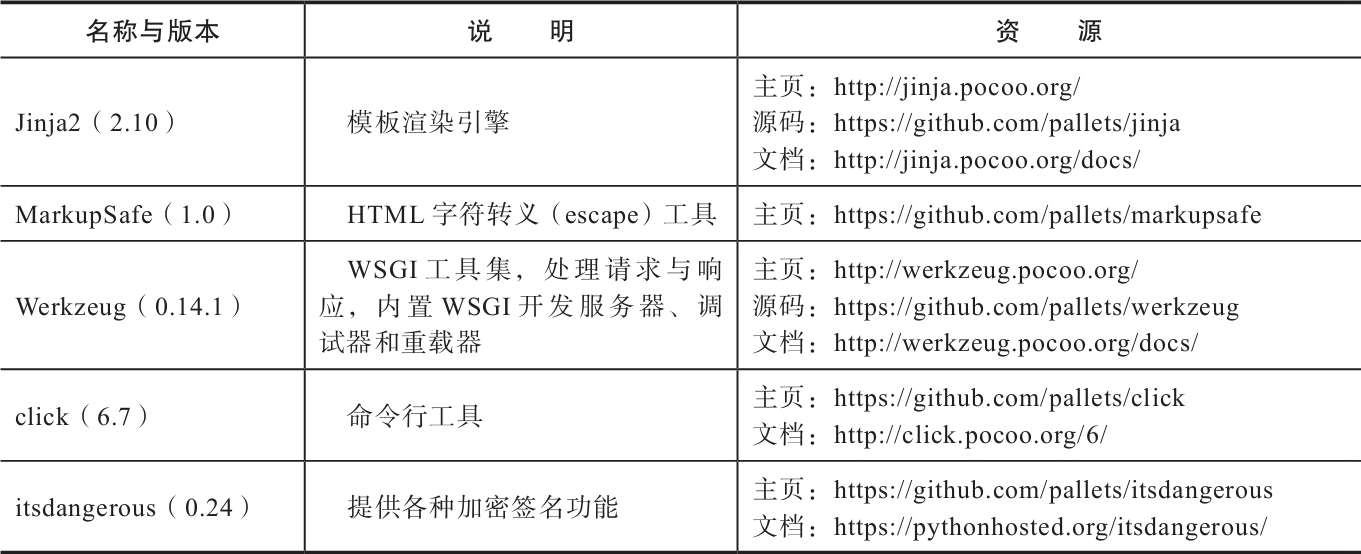 名称与版本
说 明
资 源
Jinja2（2.10）
模板渲染引擎
主页：http://jinja.pocoo.org/
源码：https://github.com/pallets/jinja
文档：http://jinja.pocoo.org/docs/
MarkupSafe（1.0）
HTML 字符转义（escape）工具
主页：https://github.com/pallets/markupsafe
Werkzeug（0.14.1）
WSGI 工具集，处理请求与响
应，内置 WSGI 开发服务器、调
试器和重载器
主页：http://werkzeug.pocoo.org/
源码：https://github.com/pallets/werkzeug
文档：http://werkzeug.pocoo.org/docs/
click（6.7）
命令行工具
主页：https://github.com/pallets/click
文档：http://click.pocoo.org/6/
itsdangerous（0.24）
提供各种加密签名功能
主页：https://github.com/pallets/itsdangerous
文档：https://pythonhosted.org/itsdangerous/